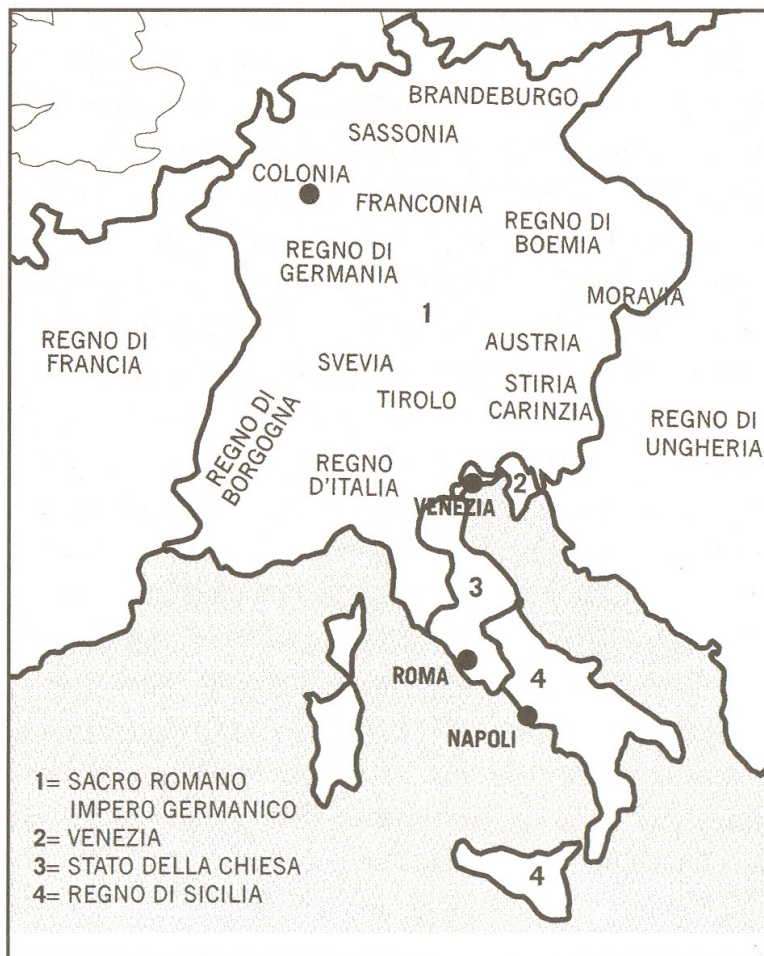 BRANDEBURGO
SASSONIA
COLONIA
FRANCONIA
REGNO DI
BOEMIA
REGNO DI
GERMANIA
MORAVIA
1
REGNO DI
FRANCIA
AUSTRIA
SVEVIA
STIRIA
CARINZIA
TIROLO
REGNO DI
BORGOGNA
REGNO DI
UNGHERIA
REGNO
D'ITALIA
2
VENEZIA
3
ROMA
4
NAPOLI
1= SACRO ROMANO
IMPERO GERMANICO
2= VENEZIA
3= STATO DELLA CHIESA
4= REGNO DI SICILIA
4